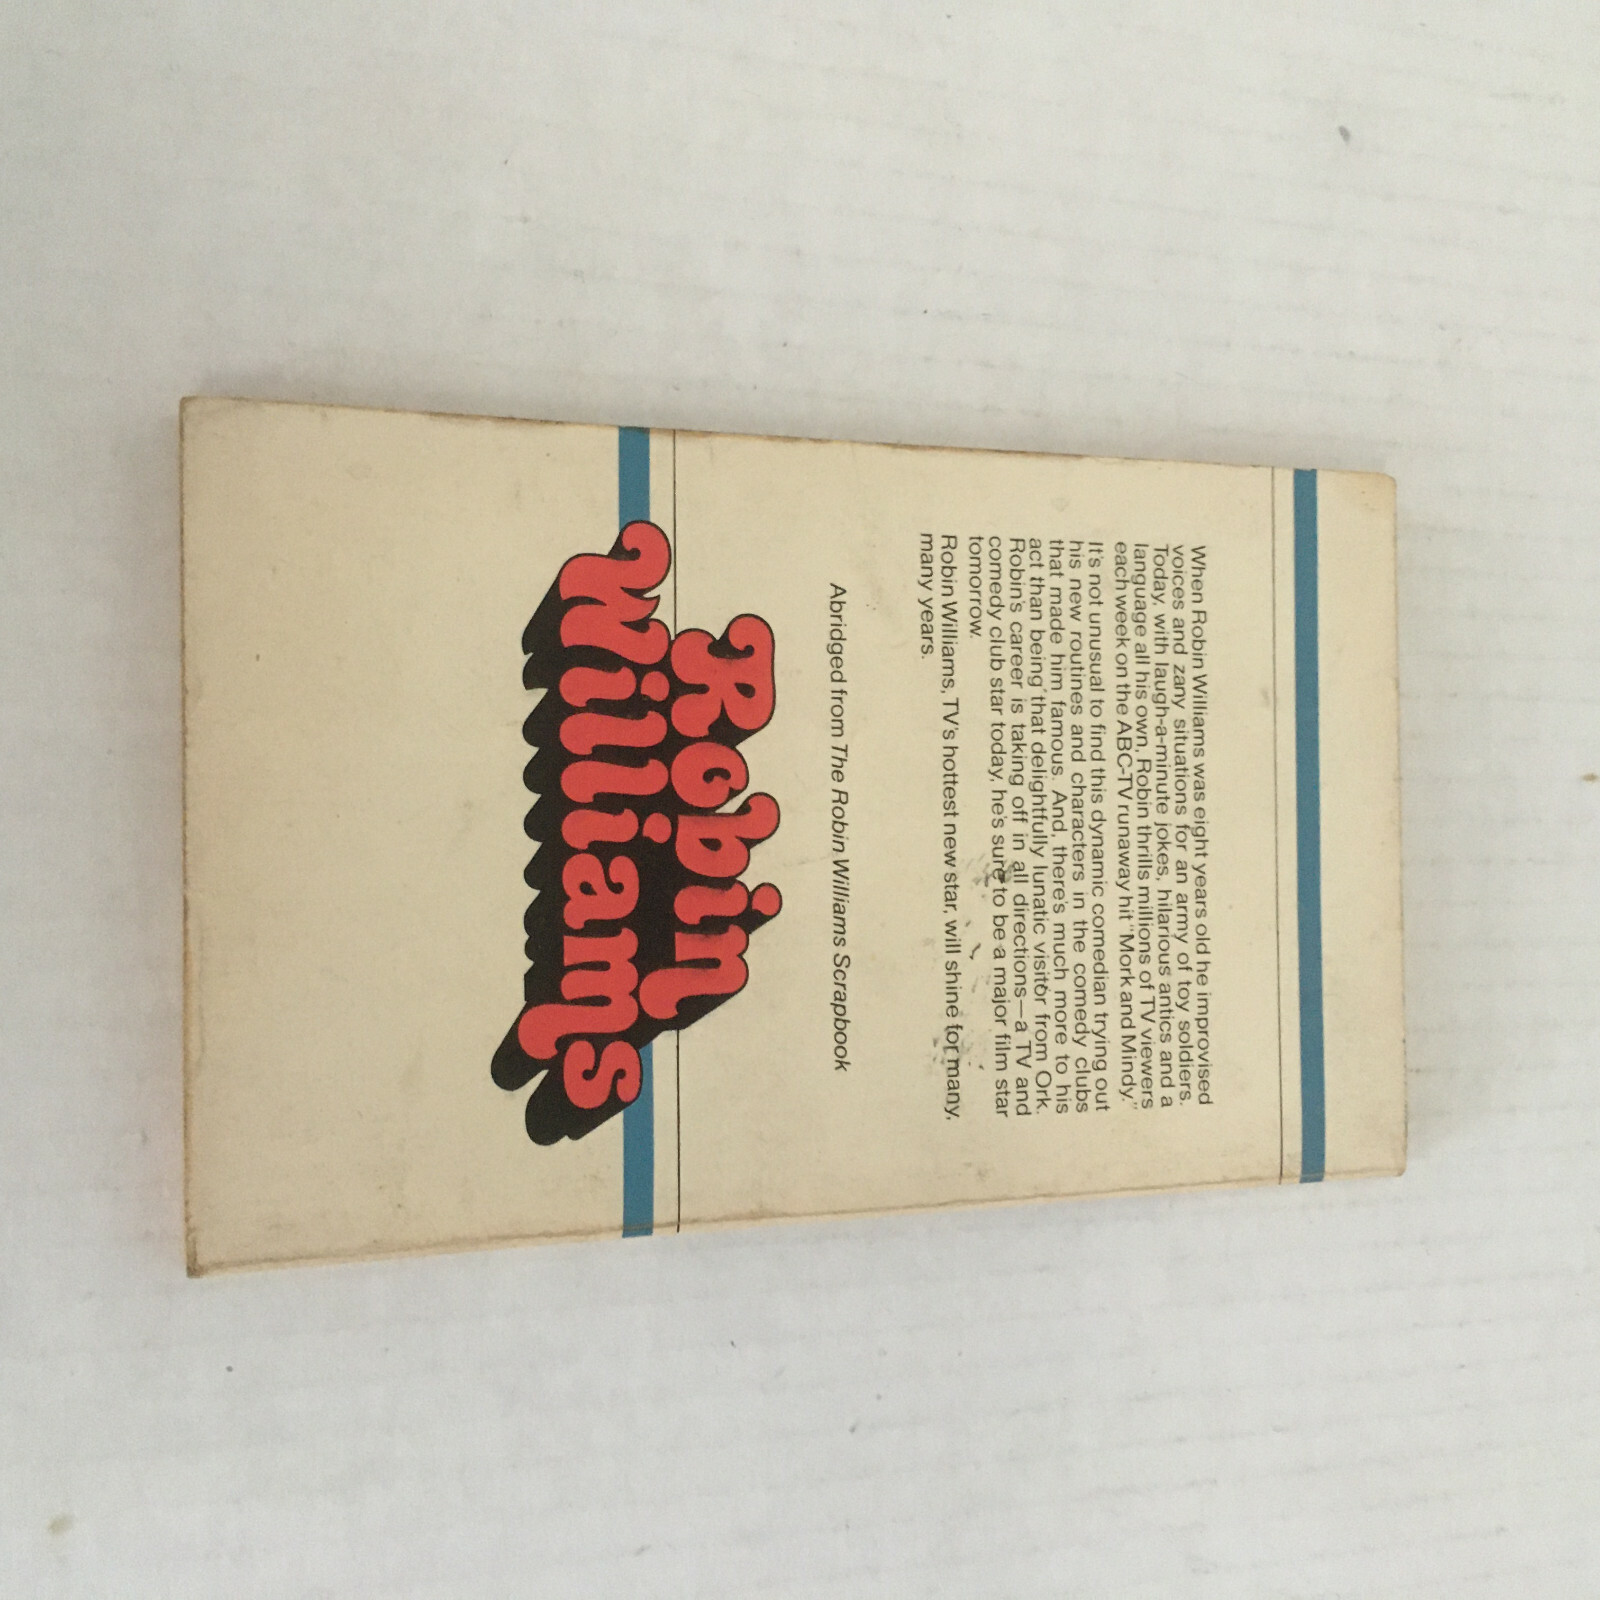 When Robin Williams was eight years old he improvised
voices and zany situations for an army of toy soldiers.
Today, with laugh-a-minute jokes, hilarious antics and a
language all his own, Robin thrills millions of TV viewers
each week on the ABC-TV runaway hit "Mork and Mindy."
It's not unusual to find this dynamic comedian trying out
his new routines and characters in the comedy clubs
that made him famous. And, there's much more to his
act than being that delightfully lunatic visitor from Ork.
Robin's career is taking off in all directions—a TV and
comedy club star today, he's sure to be a major film star
tomorrow.
Robin Williams, TV's hottest new star, will shine for many,
many years.
Abridged from The Robin Williams Scrapbook
Robin
Williams